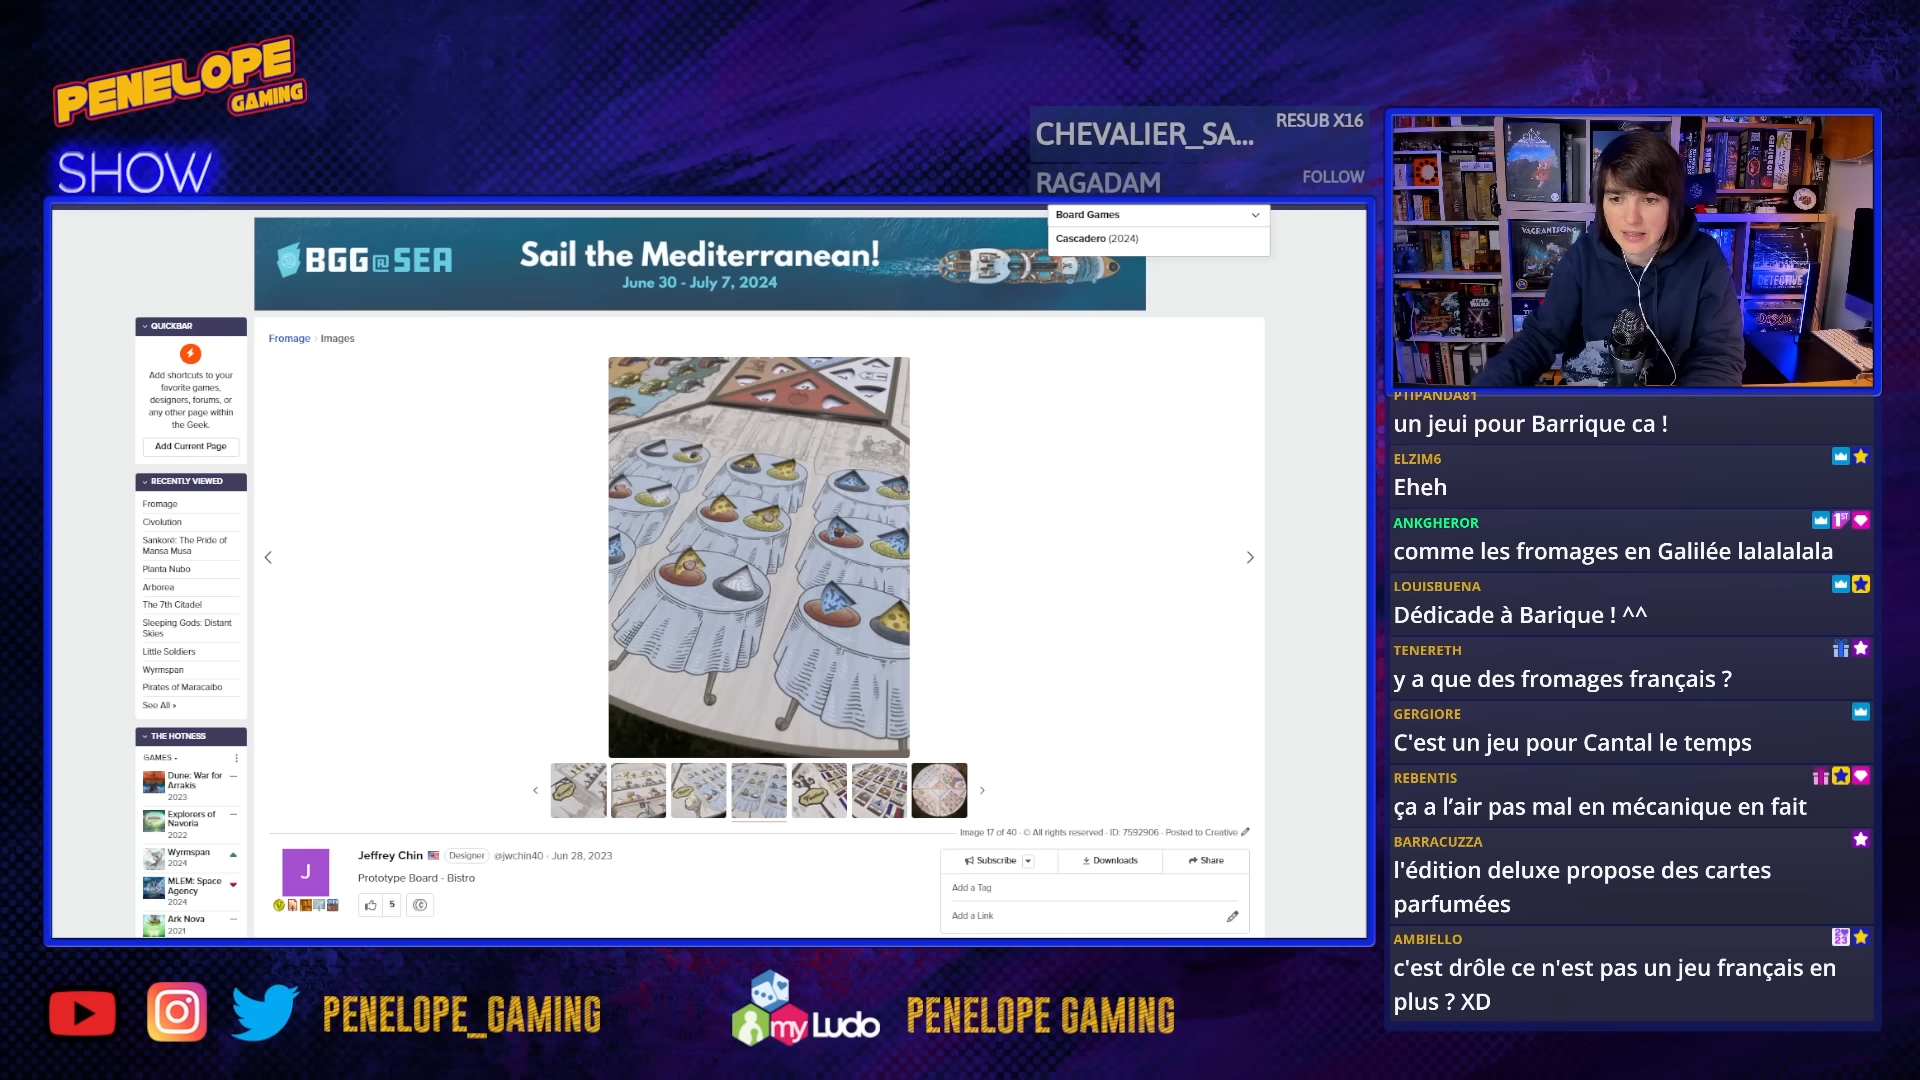 PENELOPE
GAMING
SHOW
CHEVALIER_SA...
RESUB X16
RAGADAM
FOLLOW
BGG@SEA
Sail the Mediterranean!
June 30 - July 7, 2024
Board Games
Cascadero (2024)
QUICKBAR
Add shortcuts to your
favorite games,
designers, forums, or
any other page within
the Geek.
Add Current Page
RECENTLY VIEWED
Fromage
Civolution
Sankoré: The Pride of
Mansa Musa
Planta Nubo
Arborea
The 7th Citadel
Sleeping Gods: Distant
Skies
Little Soldiers
Wyrmspan
Pirates of Maracaibo
See All »
THE HOTNESS
GAMES
Dune: War for
Arrakis
2023
Explorers of
Navoria
2022
Wyrmspan
2024
MLEM: Space
Agency
2024
Ark Nova
2021
Fromage › Images
Image 17 of 40 · © All rights reserved · ID: 7592906 · Posted to Creative
J
Jeffrey Chin
Designer
@jwchin40 · Jun 28, 2023
Prototype Board - Bistro
5
Subscribe
Downloads
Share
Add a Tag
Add a Link
VAGRANTSONG
DETECTIVE
STAR
WARS
PTIPANDA81
un jeui pour Barrique ca !
ELZIM6
Eheh
ANKGHEROR
comme les fromages en Galilée lalalalala
LOUISBUENA
Dédicade à Barique ! ^^
TENERETH
y a que des fromages français ?
GERGIORE
C'est un jeu pour Cantal le temps
REBENTIS
ça a l’air pas mal en mécanique en fait
BARRACUZZA
l'édition deluxe propose des cartes
parfumées
AMBIELLO
c'est drôle ce n'est pas un jeu français en
plus ? XD
PENELOPE_GAMING
myLudo
PENELOPE GAMING